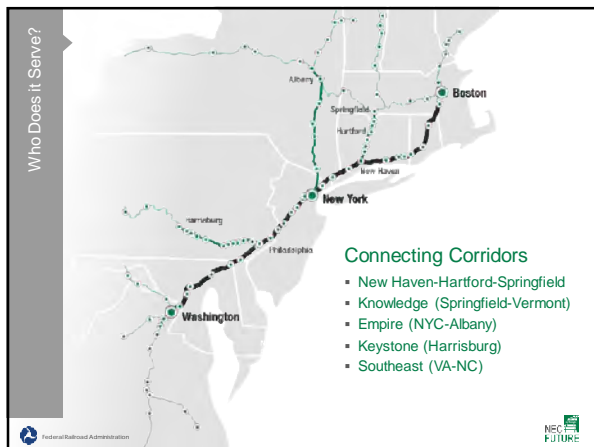 Who Does it Serve?
Albany
Boston
Springfield
Hartford
New Haven
New York
Harrisburg
Philadelphia
Washington
Connecting Corridors
▪ New Haven-Hartford-Springfield
▪ Knowledge (Springfield-Vermont)
▪ Empire (NYC-Albany)
▪ Keystone (Harrisburg)
▪ Southeast (VA-NC)
Federal Railroad Administration
NEC
FUTURE